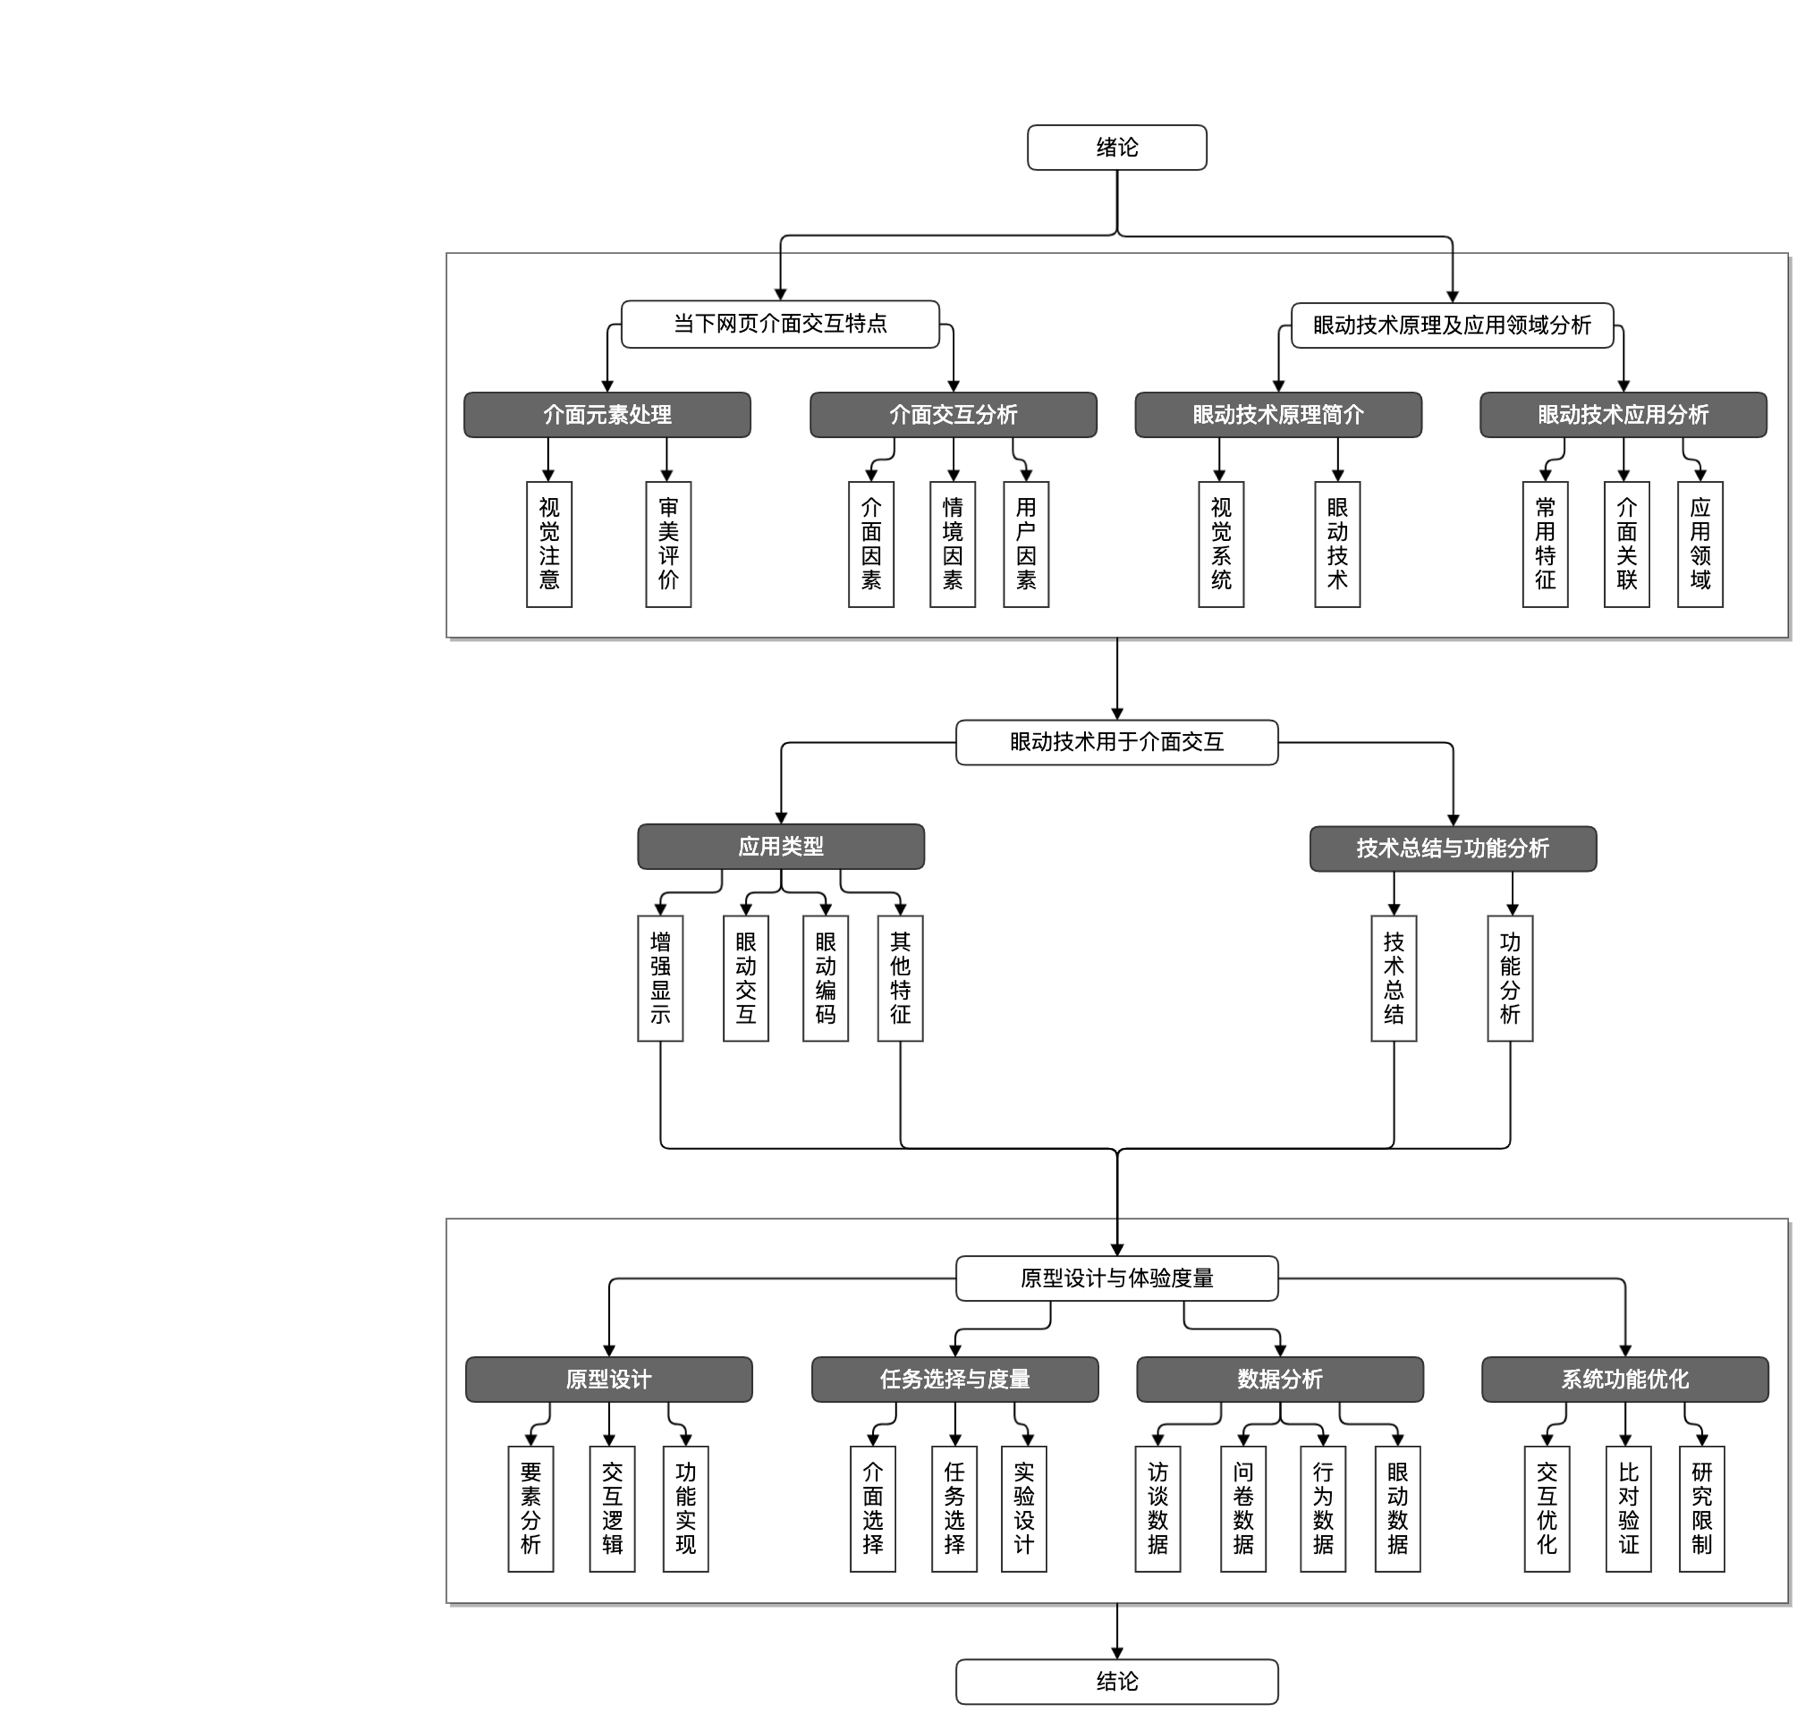 绪论
当下网页介面交互特点
眼动技术原理及应用领域分析
介面元素处理
介面交互分析
眼动技术原理简介
眼动技术应用分析
视觉注意
审美评价
介面因素
情境因素
用户因素
视觉系统
眼动技术
常用特征
介面关联
应用领域
眼动技术用于介面交互
应用类型
技术总结与功能分析
增强显示
眼动交互
眼动编码
其他特征
技术总结
功能分析
原型设计与体验度量
原型设计
任务选择与度量
数据分析
系统功能优化
要素分析
交互逻辑
功能实现
介面选择
任务选择
实验设计
访谈数据
问卷数据
行为数据
眼动数据
交互优化
比对验证
研究限制
结论